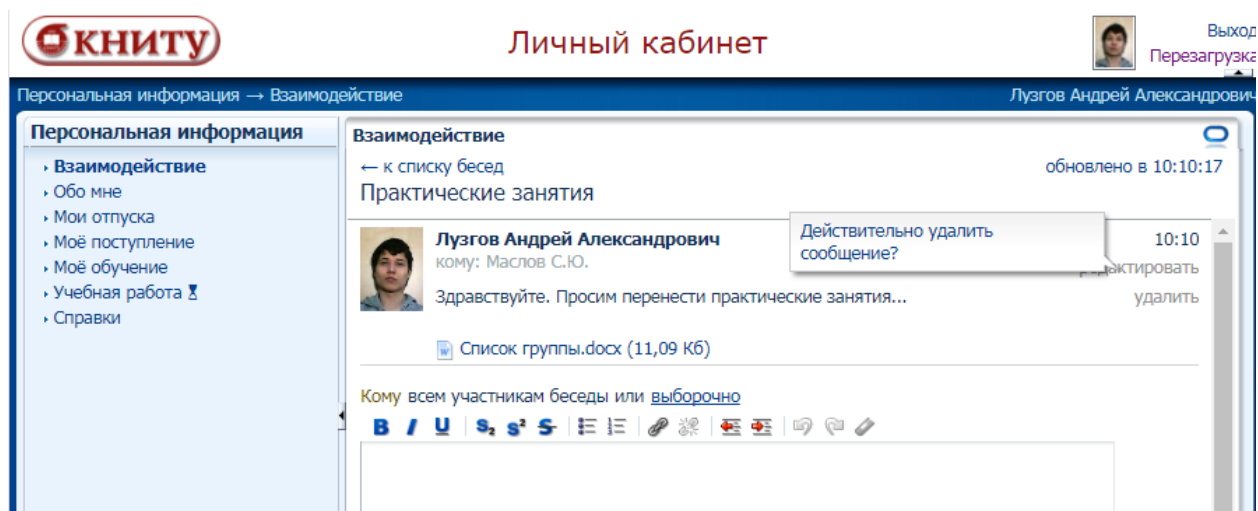 КНИТУ
Личный кабинет
Выход
Перезагрузка
Персональная информация → Взаимодействие
Лузгов Андрей Александрович
Персональная информация
Взаимодействие
Обо мне
Мои отпуска
Моё поступление
Моё обучение
Учебная работа
Справки
Взаимодействие
← к списку бесед
обновлено в 10:10:17
Практические занятия
Лузгов Андрей Александрович
10:10
кому: Маслов С.Ю.
Действительно удалить
сообщение?
редактировать
Здравствуйте. Просим перенести практические занятия...
удалить
Список группы.docx (11,09 Кб)
Кому всем участникам беседы или выборочно
B I U S₂ S² S